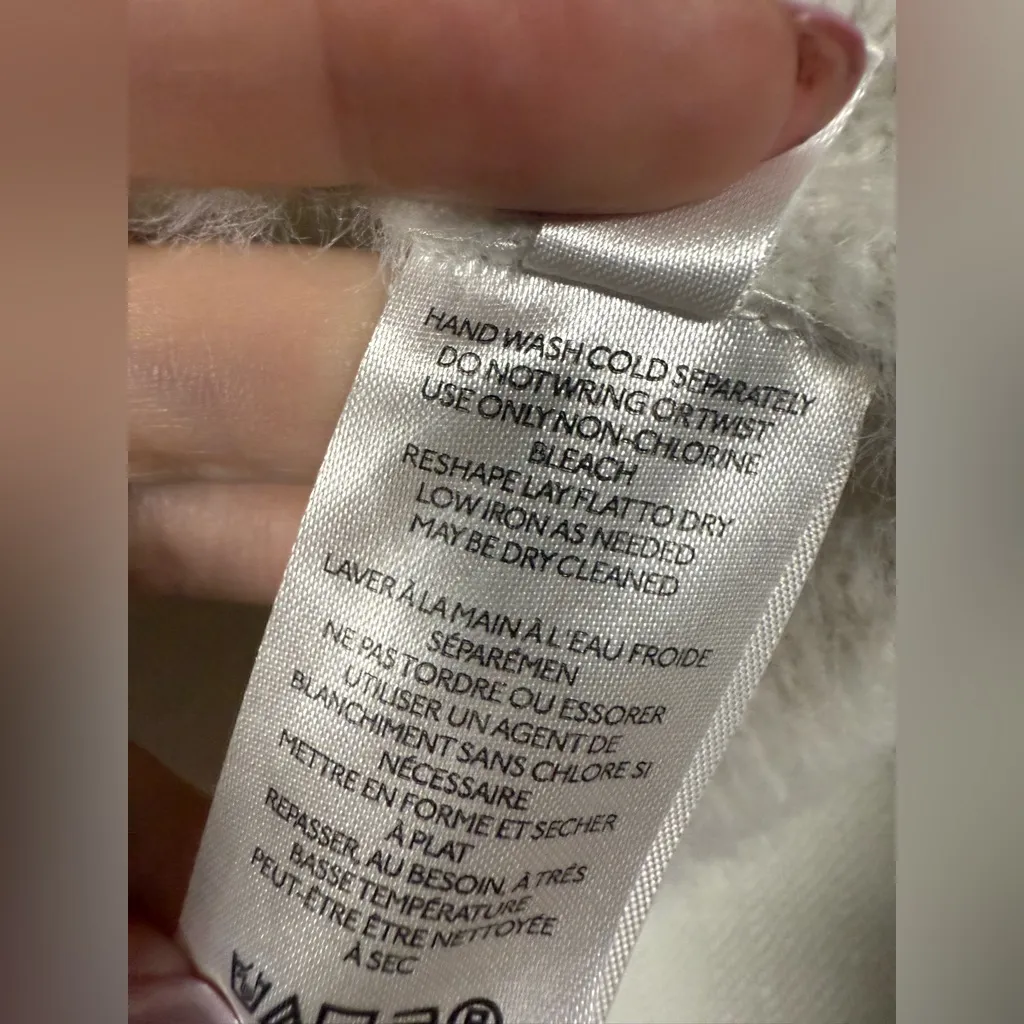 HAND WASH COLD SEPARATELY
DO NOT WRING OR TWIST
USE ONLY NON-CHLORINE
BLEACH
RESHAPE LAY FLAT TO DRY
LOW IRON AS NEEDED
MAY BE DRY CLEANED
LAVER À LA MAIN À L'EAU FROIDE
SÉPARÉMEN
NE PAS TORDRE OU ESSORER
UTILISER UN AGENT DE
BLANCHIMENT SANS CHLORE SI
NÉCESSAIRE
METTRE EN FORME ET SECHER
À PLAT
REPASSER, AU BESOIN, À TRÉS
BASSE TEMPÉRATURE
PEUT-ÊTRE ÊTRE NETTOYÉE
À SEC